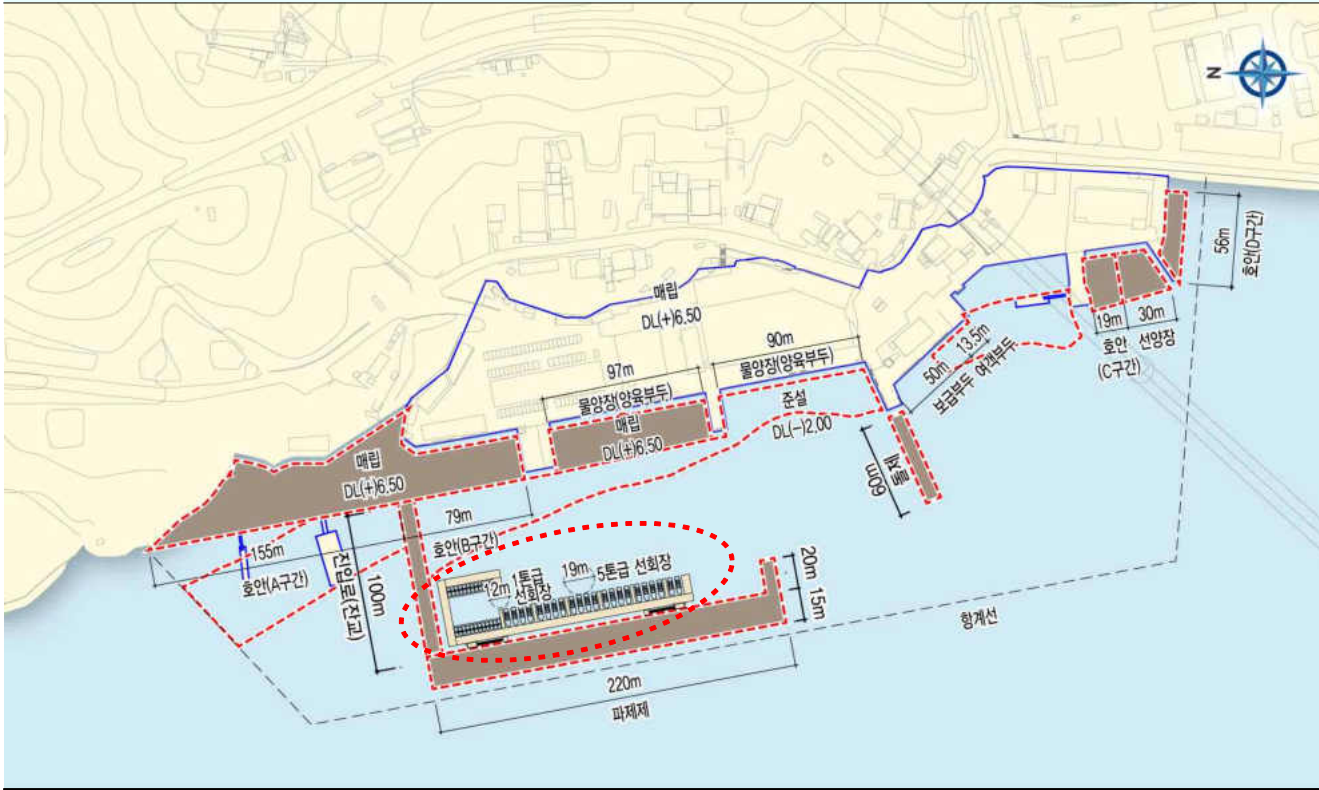 N
56m
호안(D구간)
매립
DL(+)6.50
90m
물양장(양육부두)
97m
물양장(양육부두)
19m
30m
호안
선양장
(C구간)
13.5m
50m
보급부두 여객부두
준설
DL(-)2.00
매립
DL(+)6.50
매립
DL(+)6.50
돌제
60m
79m
호안(B구간)
155m
호안(A구간)
진입로(잔교)
100m
12m
1톤급
선회장
19m
5톤급 선회장
20m
15m
항계선
220m
파제제